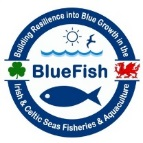 Building Resilience into Blue Growth in the
BlueFish
Irish & Celtic Seas Fisheries & Aquaculture